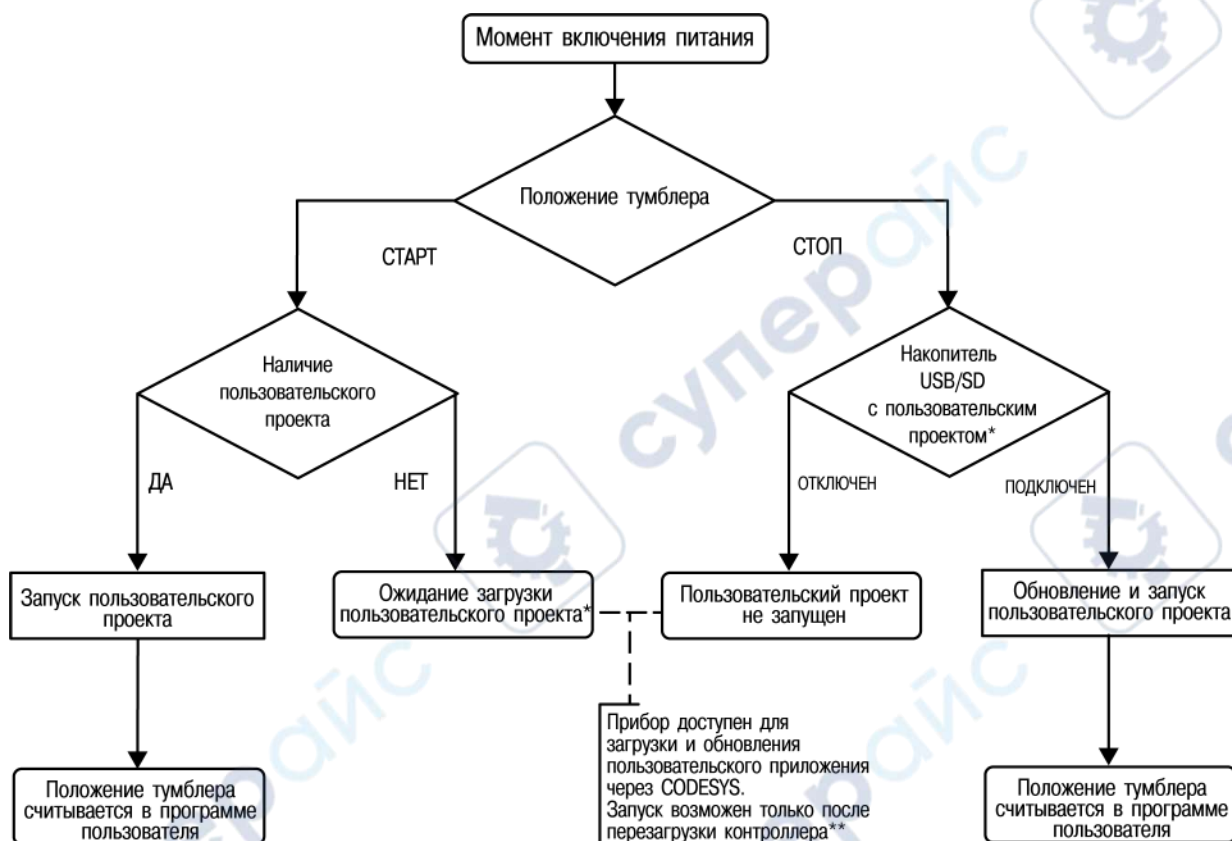 Момент включения питания
Положение тумблера
СТАРТ
СТОП
Наличие
пользовательского
проекта
Накопитель
USB/SD
с пользовательским
проектом*
ДА
НЕТ
ОТКЛЮЧЕН
ПОДКЛЮЧЕН
Запуск пользовательского
проекта
Ожидание загрузки
пользовательского проекта*
Пользовательский проект
не запущен
Обновление и запуск
пользовательского проекта
Прибор доступен для
загрузки и обновления
пользовательского приложения
через CODESYS.
Запуск возможен только после
перезагрузки контроллера**
Положение тумблера
считывается в программе
пользователя
Положение тумблера
считывается в программе
пользователя
суперайс